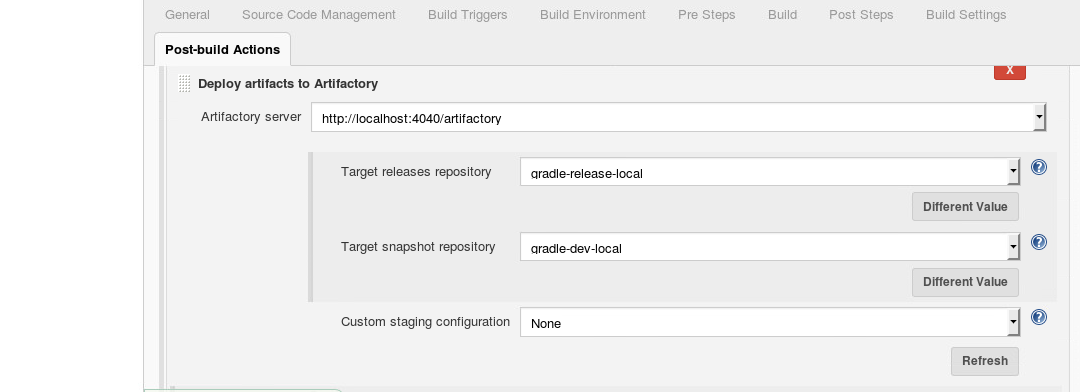 General Source Code Management Build Triggers Build Environment Pre Steps Build Post Steps Build Settings
Post-build Actions
X
Deploy artifacts to Artifactory
Artifactory server http://localhost:4040/artifactory
Target releases repository gradle-release-local ?
Different Value
Target snapshot repository gradle-dev-local ?
Different Value
Custom staging configuration None ?
Refresh